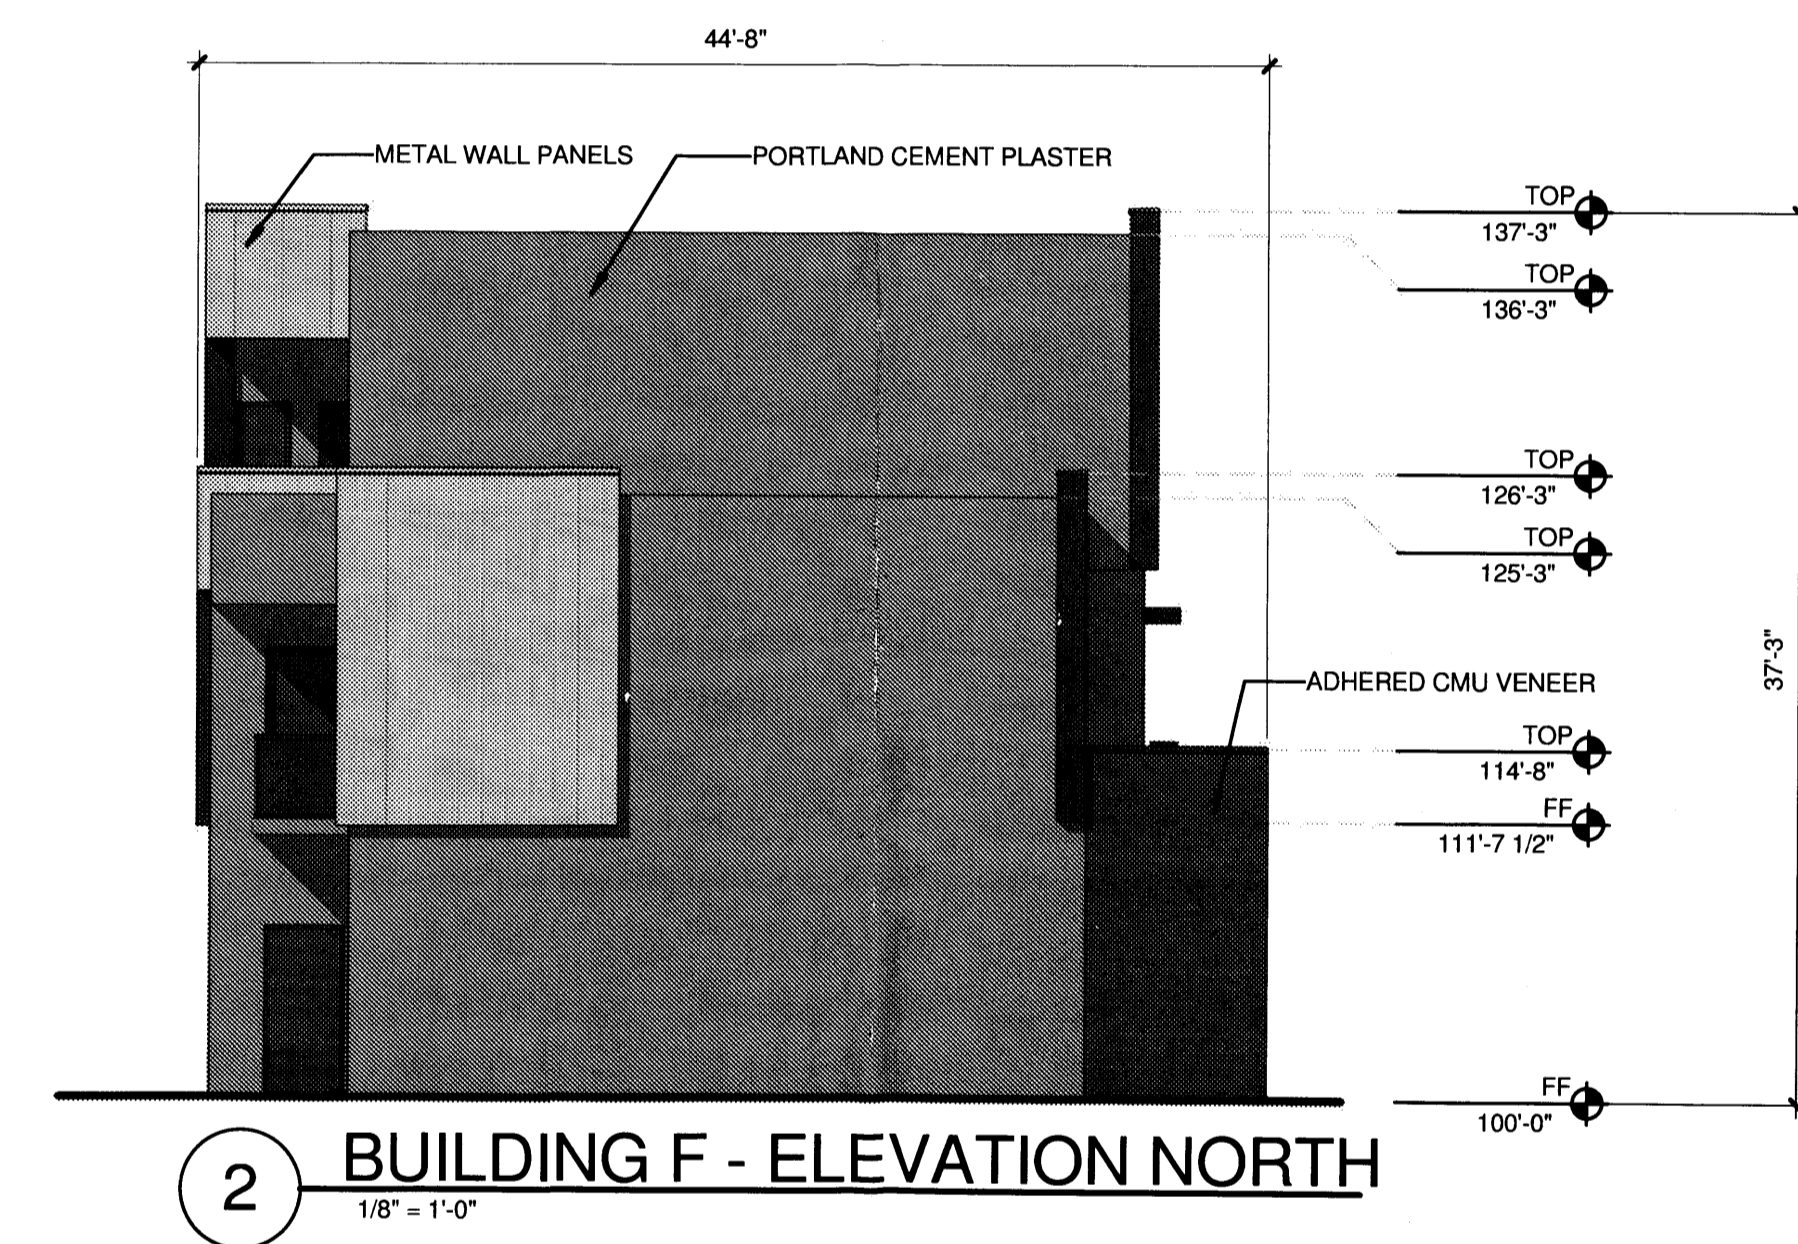 44'-8"
METAL WALL PANELS
PORTLAND CEMENT PLASTER
TOP
137'-3"
TOP
136'-3"
TOP
126'-3"
TOP
125'-3"
37'-3"
ADHERED CMU VENEER
TOP
114'-8"
FF
111'-7 1/2"
FF
100'-0"
2
BUILDING F - ELEVATION NORTH
1/8" = 1'-0"